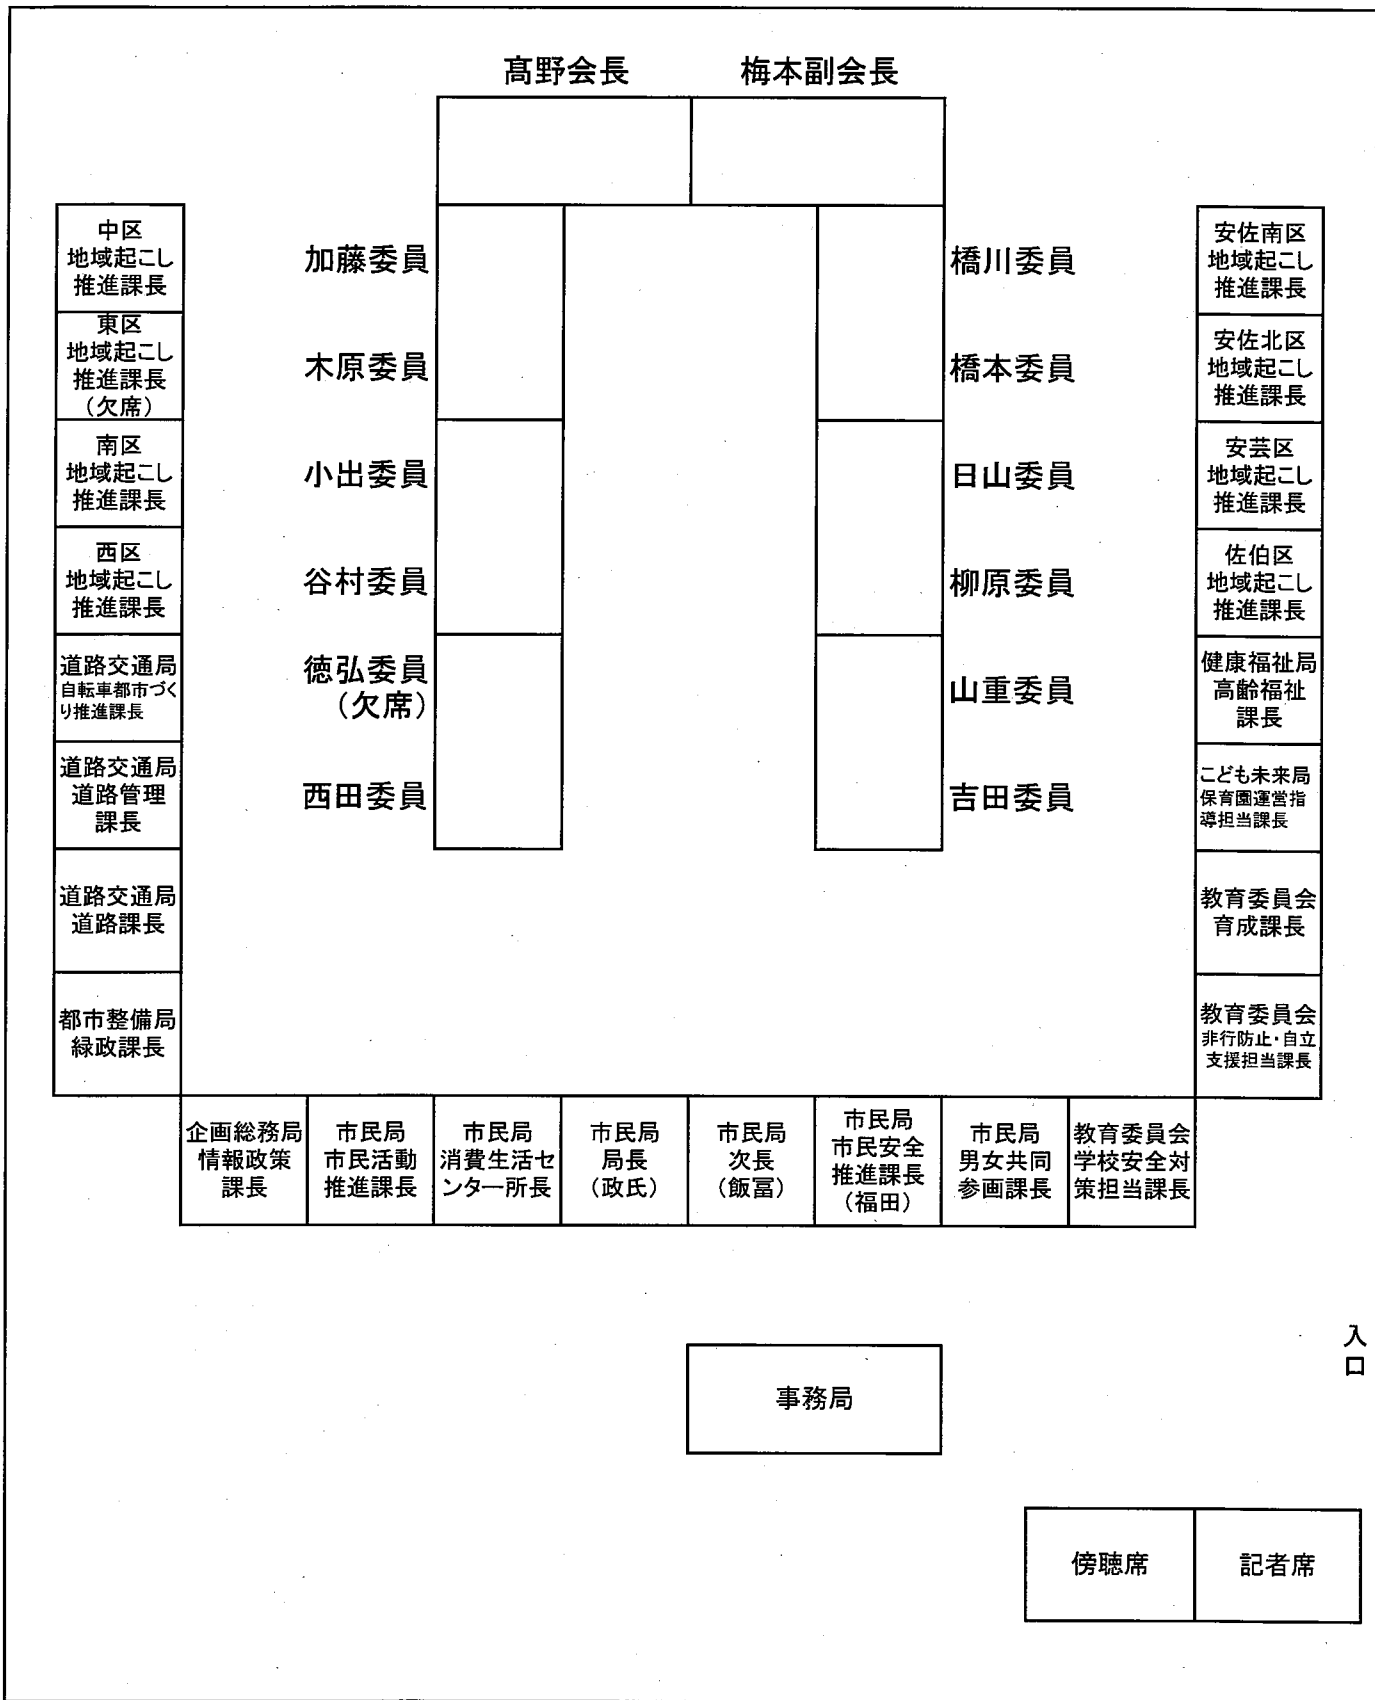 髙野会長
梅本副会長
中区
地域起こし
推進課長
東区
地域起こし
推進課長
(欠席)
南区
地域起こし
推進課長
西区
地域起こし
推進課長
道路交通局
自転車都市づく
り推進課長
道路交通局
道路管理
課長
道路交通局
道路課長
都市整備局
緑政課長
加藤委員
木原委員
小出委員
谷村委員
徳弘委員
(欠席)
西田委員
橋川委員
橋本委員
日山委員
柳原委員
山重委員
吉田委員
安佐南区
地域起こし
推進課長
安佐北区
地域起こし
推進課長
安芸区
地域起こし
推進課長
佐伯区
地域起こし
推進課長
健康福祉局
高齢福祉
課長
こども未来局
保育園運営指
導担当課長
教育委員会
育成課長
教育委員会
非行防止・自立
支援担当課長
企画総務局
情報政策
課長
市民局
市民活動
推進課長
市民局
消費生活セ
ンター所長
市民局
局長
(政氏)
市民局
次長
(飯冨)
市民局
市民安全
推進課長
(福田)
市民局
男女共同
参画課長
教育委員会
学校安全対
策担当課長
入
口
事務局
傍聴席
記者席